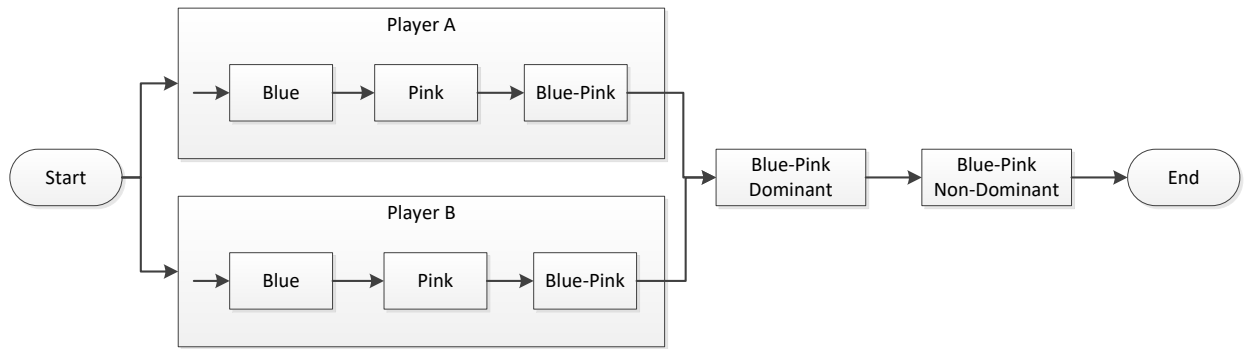 Player A
Blue
Pink
Blue-Pink
Start
Player B
Blue
Pink
Blue-Pink
Blue-Pink
Dominant
Blue-Pink
Non-Dominant
End